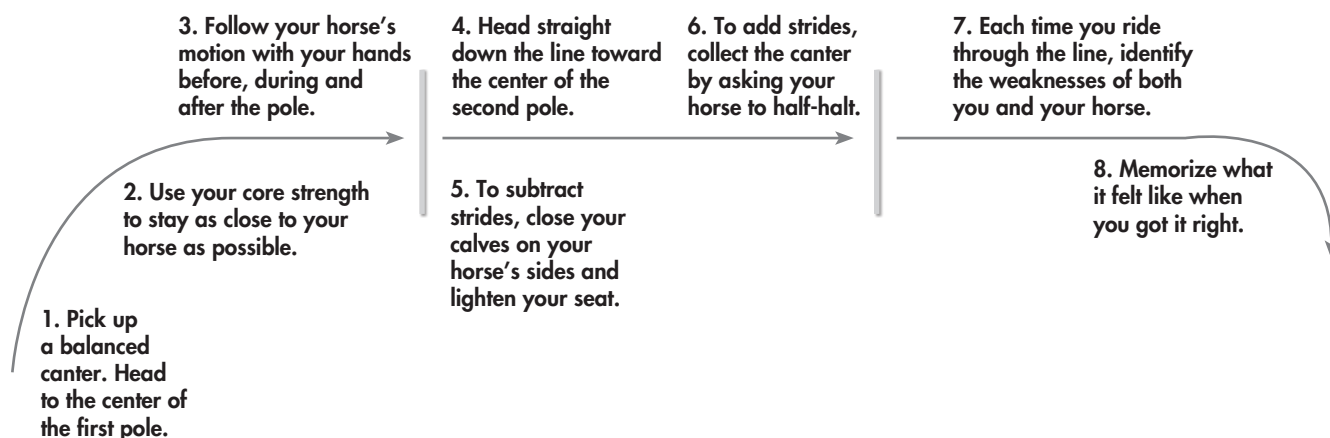 1. Pick up
a balanced
canter. Head
to the center of
the first pole.
2. Use your core strength
to stay as close to your
horse as possible.
3. Follow your horse’s
motion with your hands
before, during and
after the pole.
4. Head straight
down the line toward
the center of the
second pole.
5. To subtract
strides, close your
calves on your
horse’s sides and
lighten your seat.
6. To add strides,
collect the canter
by asking your
horse to half-halt.
7. Each time you ride
through the line, identify
the weaknesses of both
you and your horse.
8. Memorize what
it felt like when
you got it right.